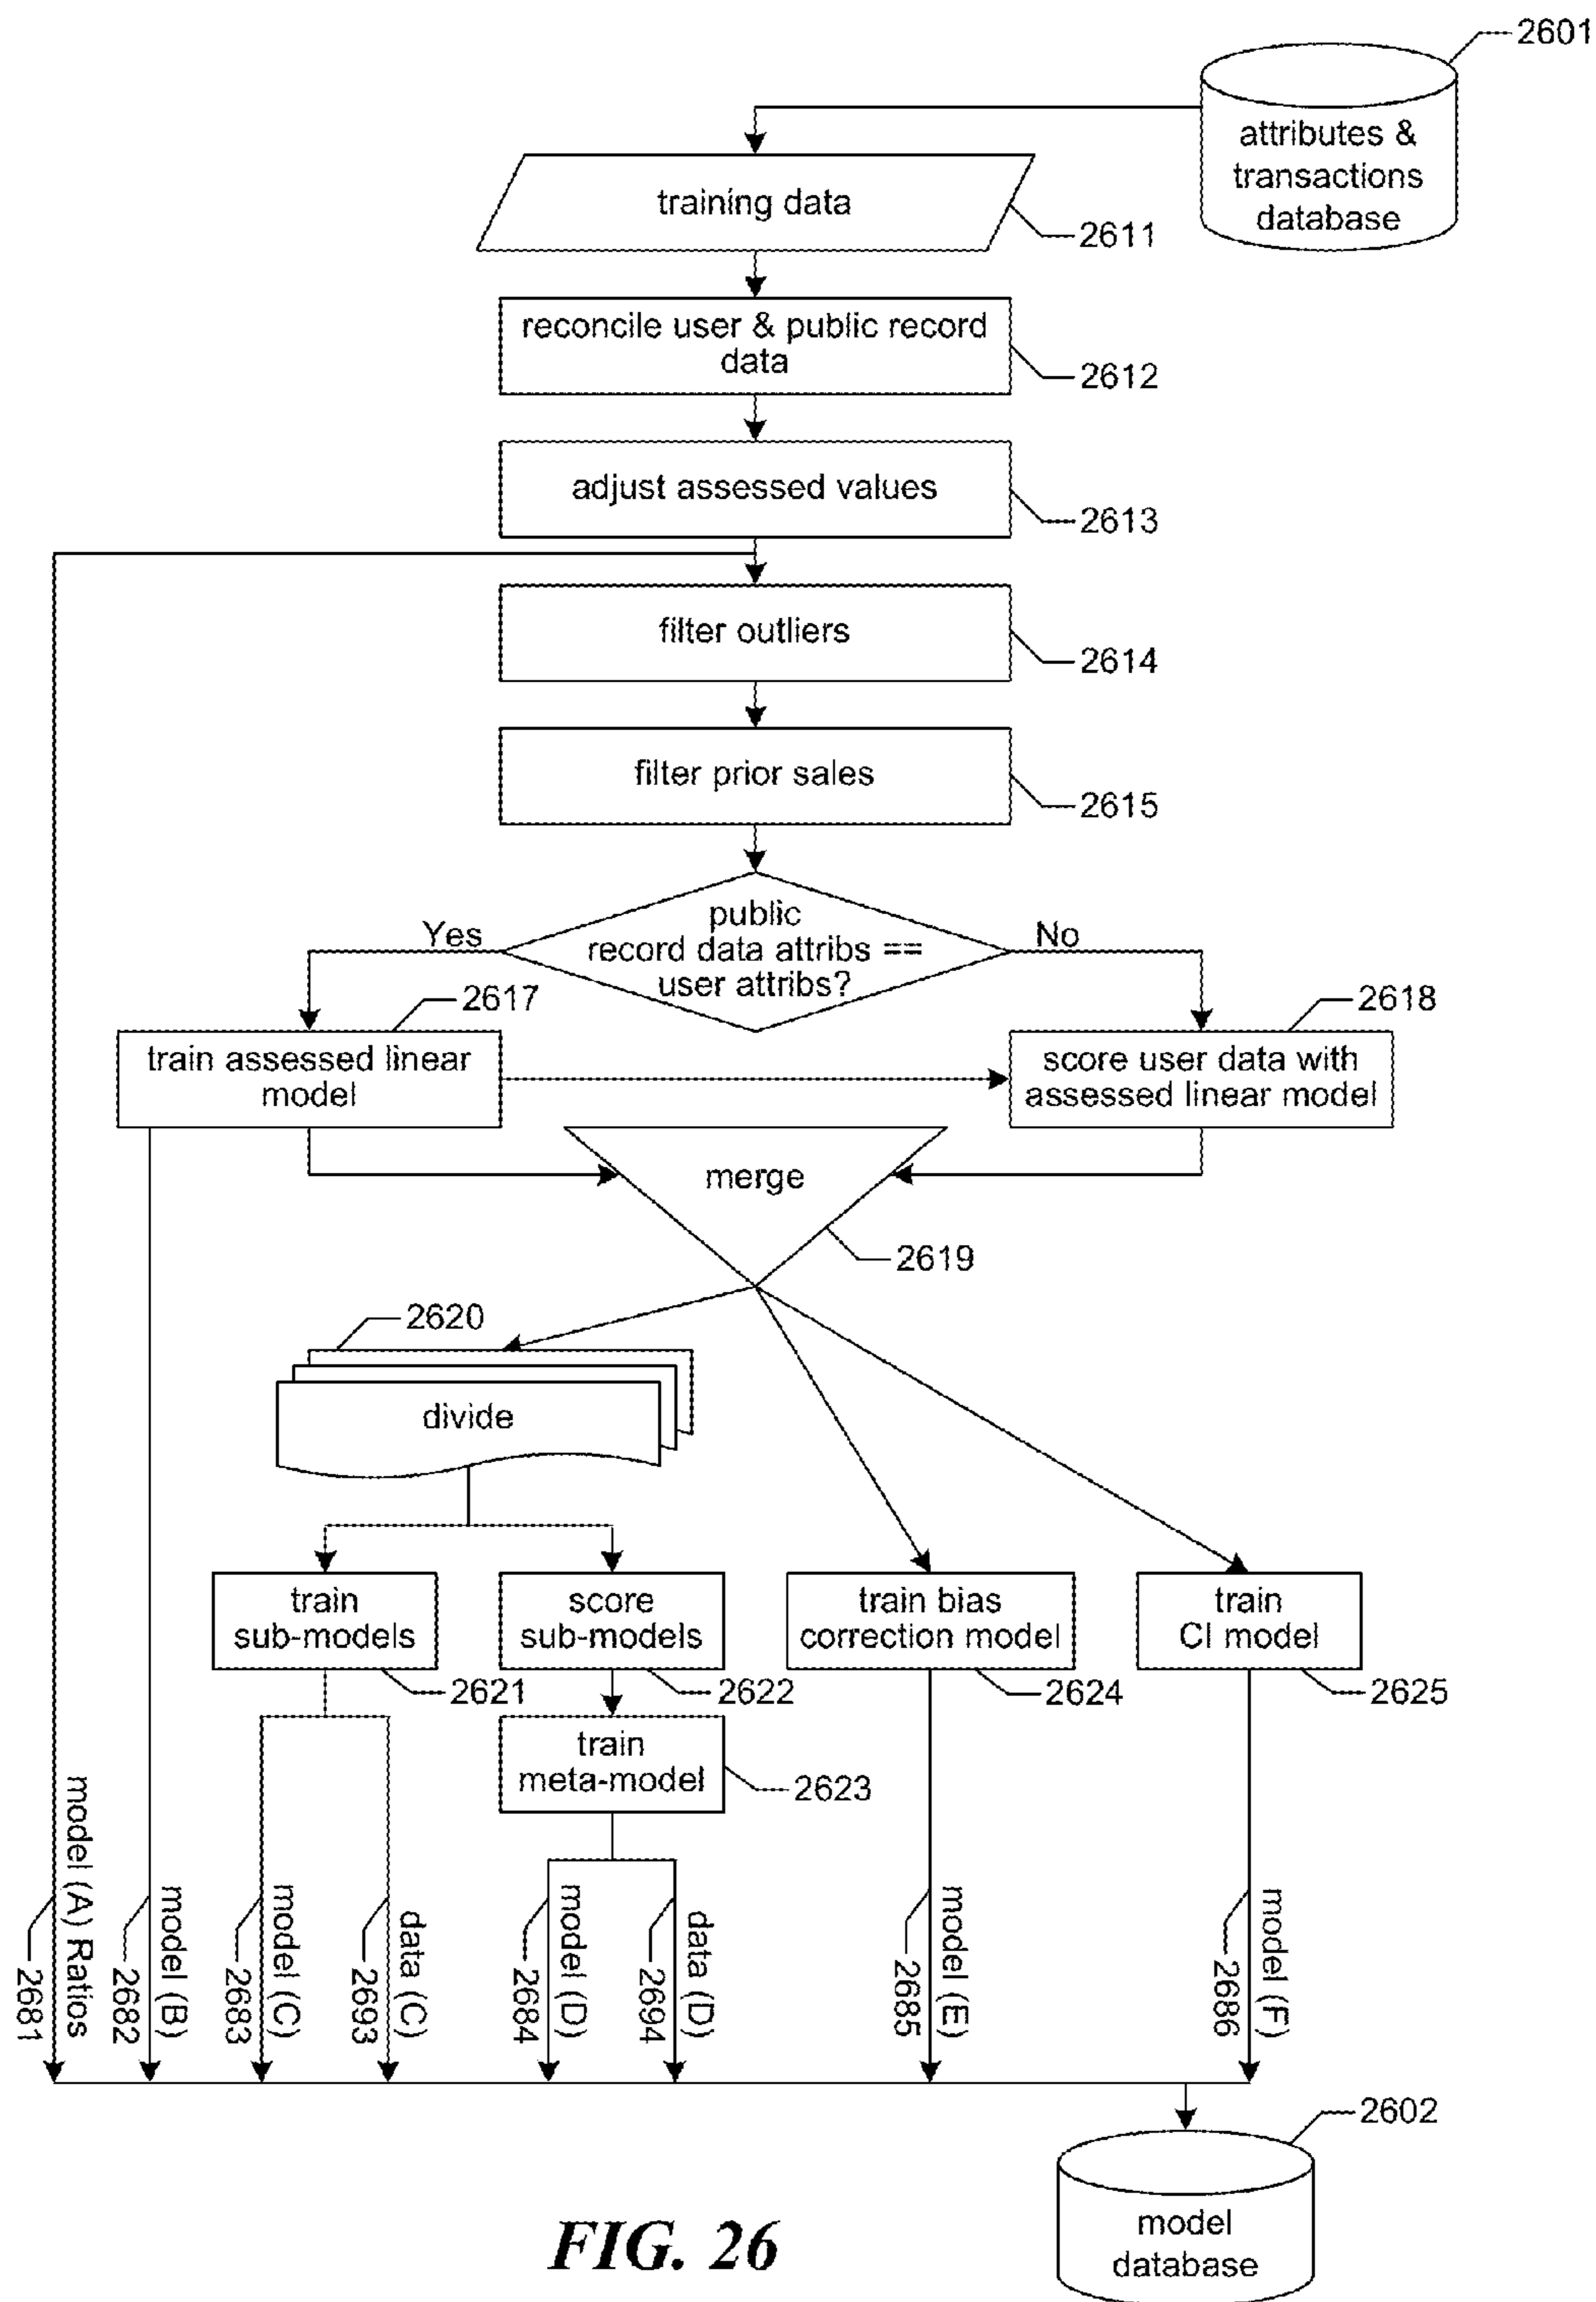 2601
attributes &
transactions
database
training data
2611
reconcile user & public record
data
2612
adjust assessed values
2613
filter outliers
2614
filter prior sales
2615
public
record data attribs ==
user attribs?
Yes
No
2617
2618
train assessed linear
model
score user data with
assessed linear model
merge
2619
2620
divide
train
sub-models
score
sub-models
train bias
correction model
train
CI model
2621
2622
2624
2625
train
meta-model
2623
model (A) Ratios
2681
model (B)
2682
model (C)
2683
data (C)
2693
model (D)
2684
data (D)
2694
model (E)
2685
model (F)
2686
2602
model
database
FIG. 26